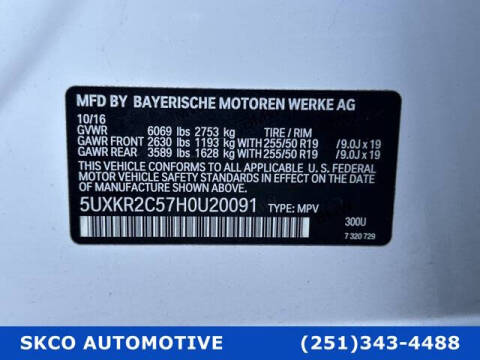 MFD BY BAYERISCHE MOTOREN WERKE AG
10/16
GVWR 6069 lbs 2753 kg TIRE / RIM
GAWR FRONT 2630 lbs 1193 kg WITH 255/50 R19 /9.0J x 19
GAWR REAR 3589 lbs 1628 kg WITH 255/50 R19 /9.0J x 19
THIS VEHICLE CONFORMS TO ALL APPLICABLE U. S. FEDERAL
MOTOR VEHICLE SAFETY STANDARDS IN EFFECT ON THE DATE
OF MANUFACTURE SHOWN ABOVE.
5UXKR2C57H0U20091 TYPE: MPV
300U
7 320 729
SKCO AUTOMOTIVE (251)343-4488